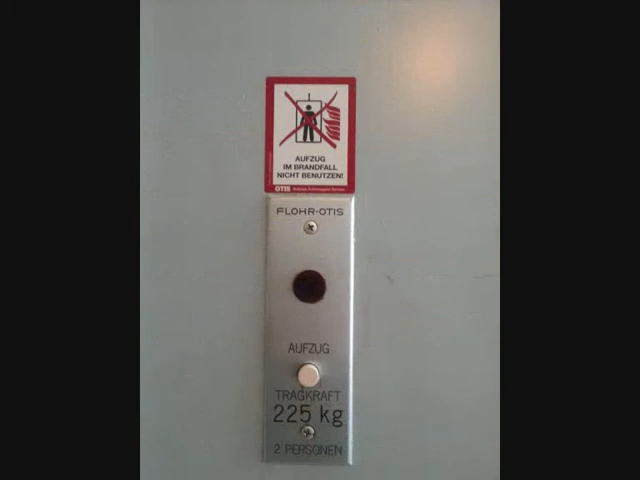 AUFZUG
IM BRANDFALL
NICHT BENUTZEN!
OTIS
FLOHR-OTIS
AUFZUG
TRAGKRAFT
225 kg
2 PERSONEN